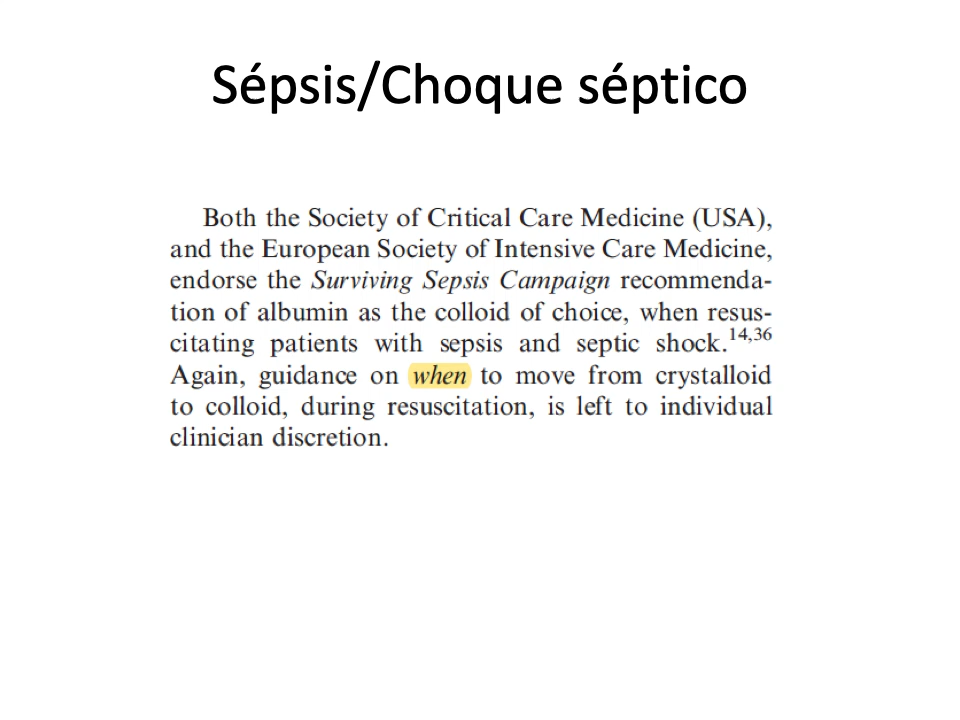 Sépsis/Choque séptico
Both the Society of Critical Care Medicine (USA),
and the European Society of Intensive Care Medicine,
endorse the Surviving Sepsis Campaign recommenda-
tion of albumin as the colloid of choice, when resus-
citating patients with sepsis and septic shock.14,36
Again, guidance on when to move from crystalloid
to colloid, during resuscitation, is left to individual
clinician discretion.